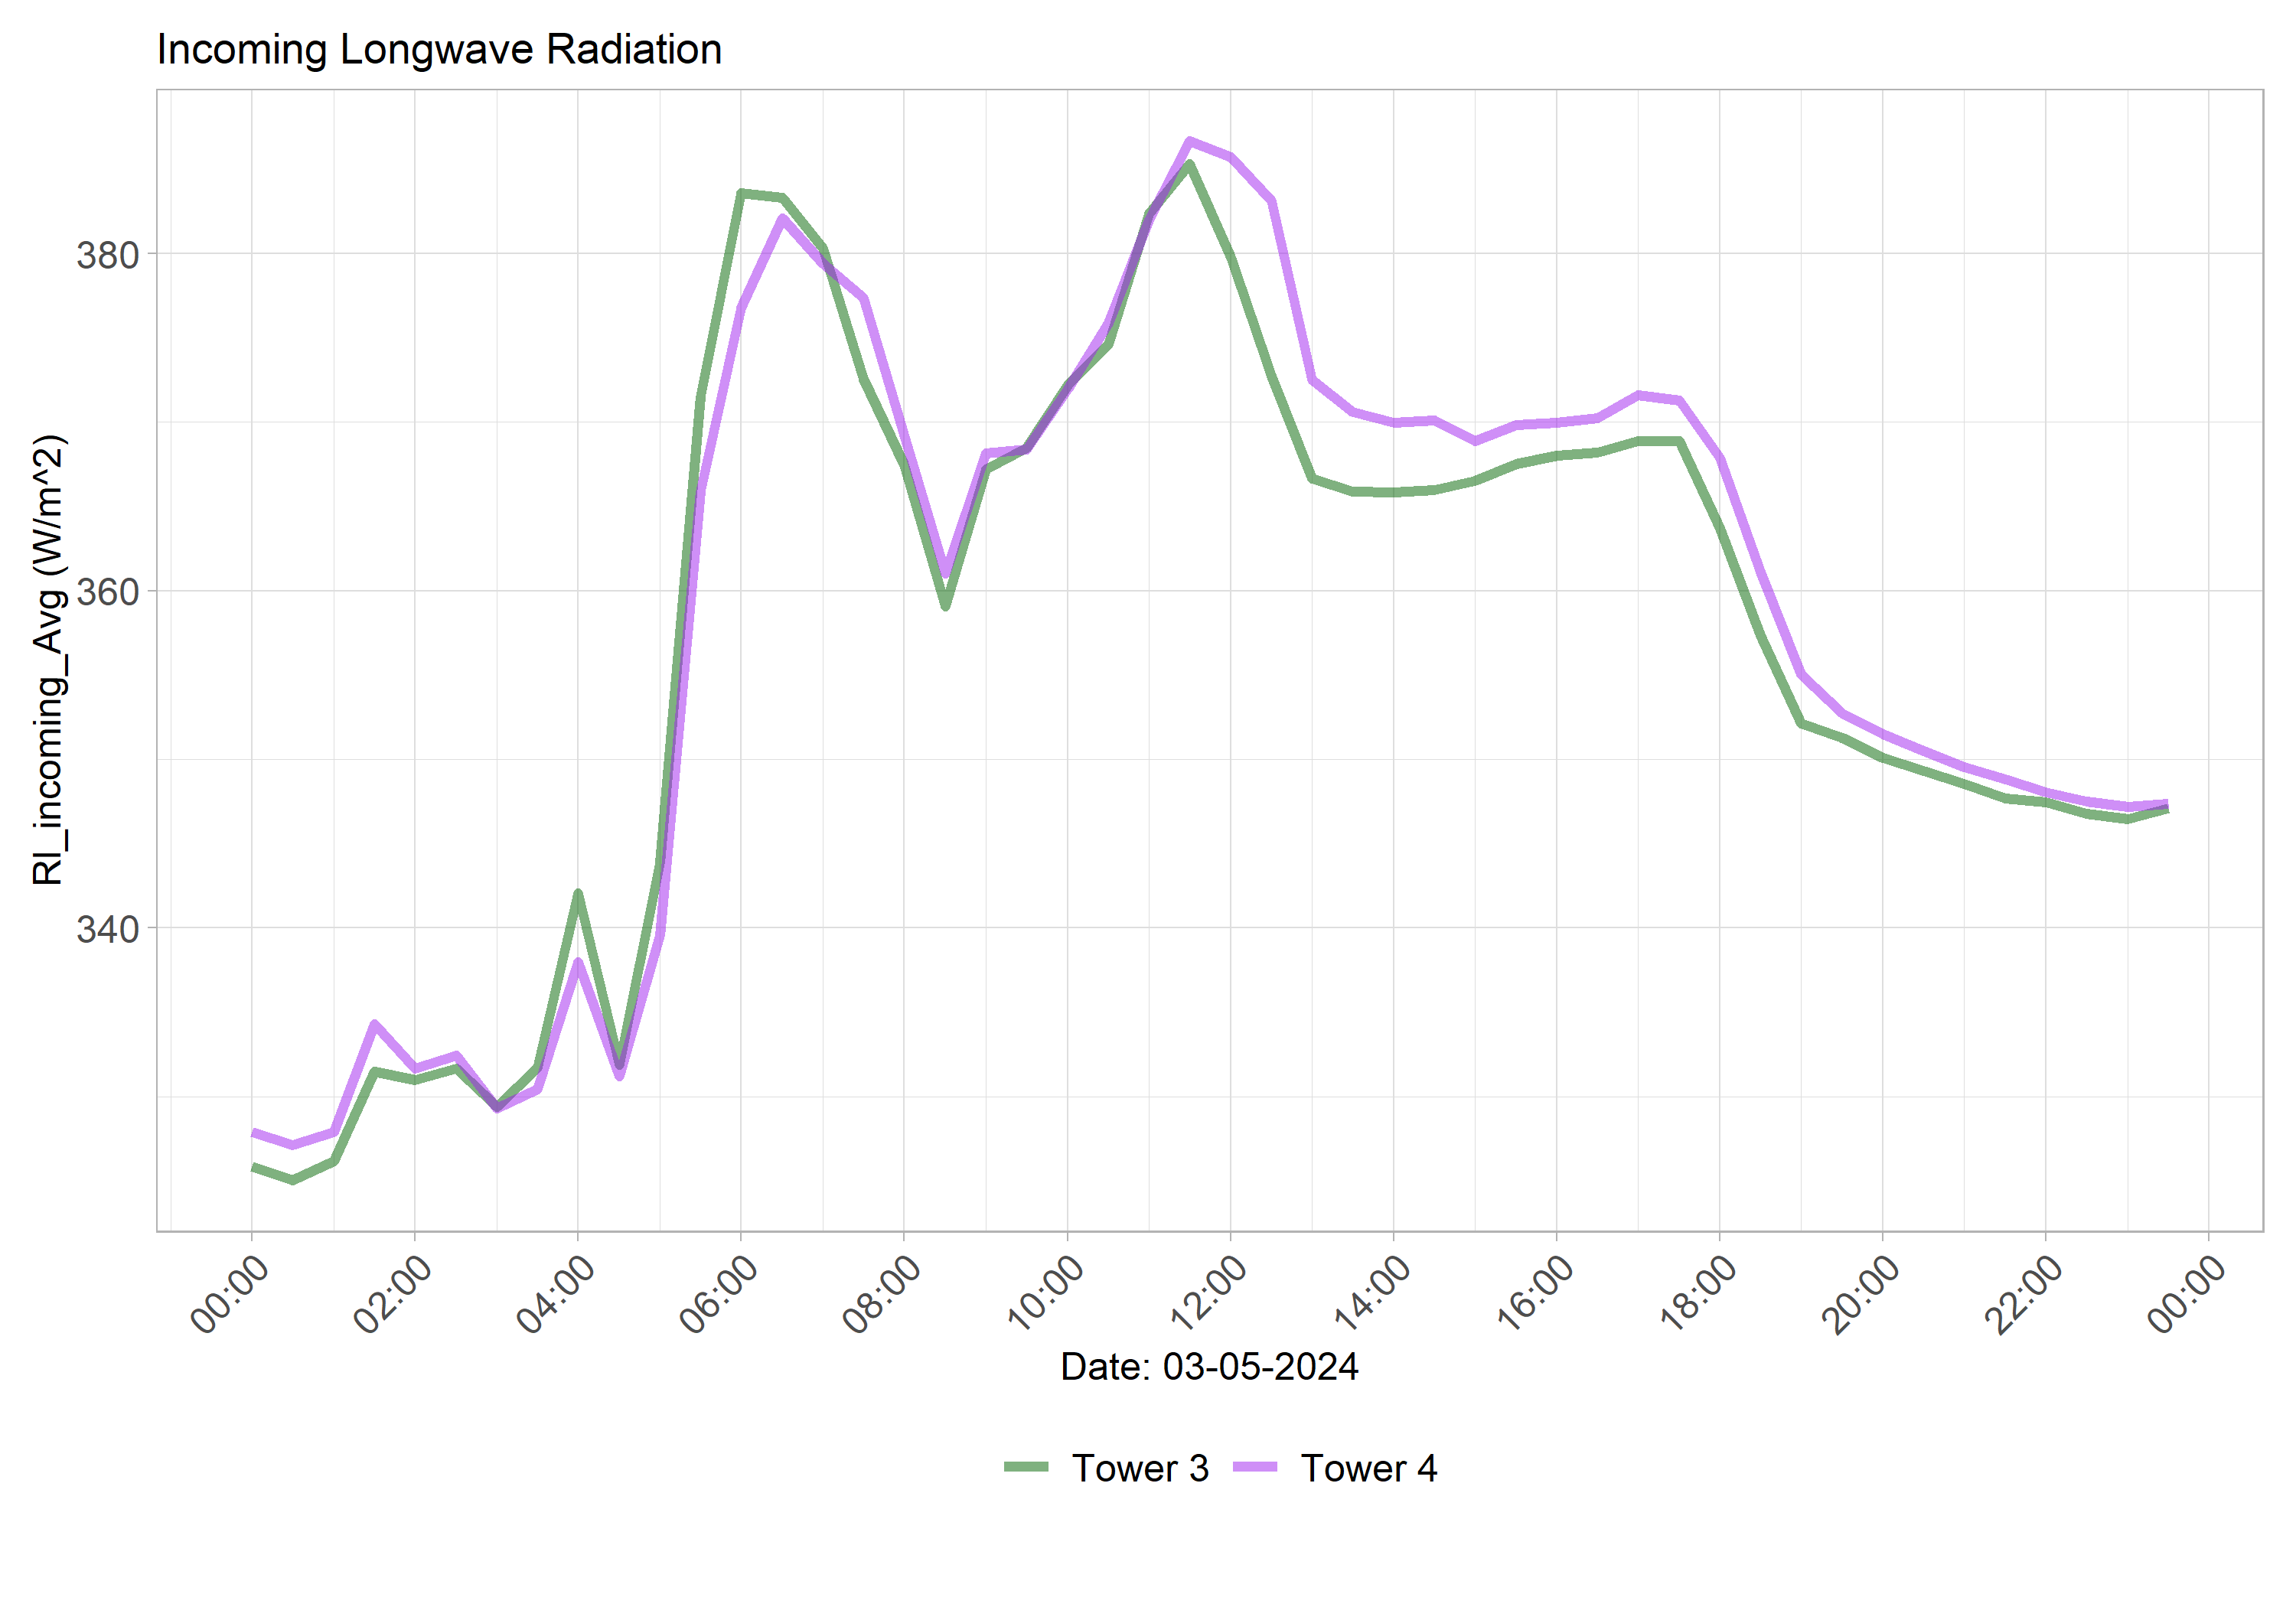 Incoming Longwave Radiation
Rl_incoming_Avg (W/m^2)
380
360
340
00:00 02:00 04:00 06:00 08:00 10:00 12:00 14:00 16:00 18:00 20:00 22:00 00:00
Date: 03-05-2024
Tower 3 Tower 4